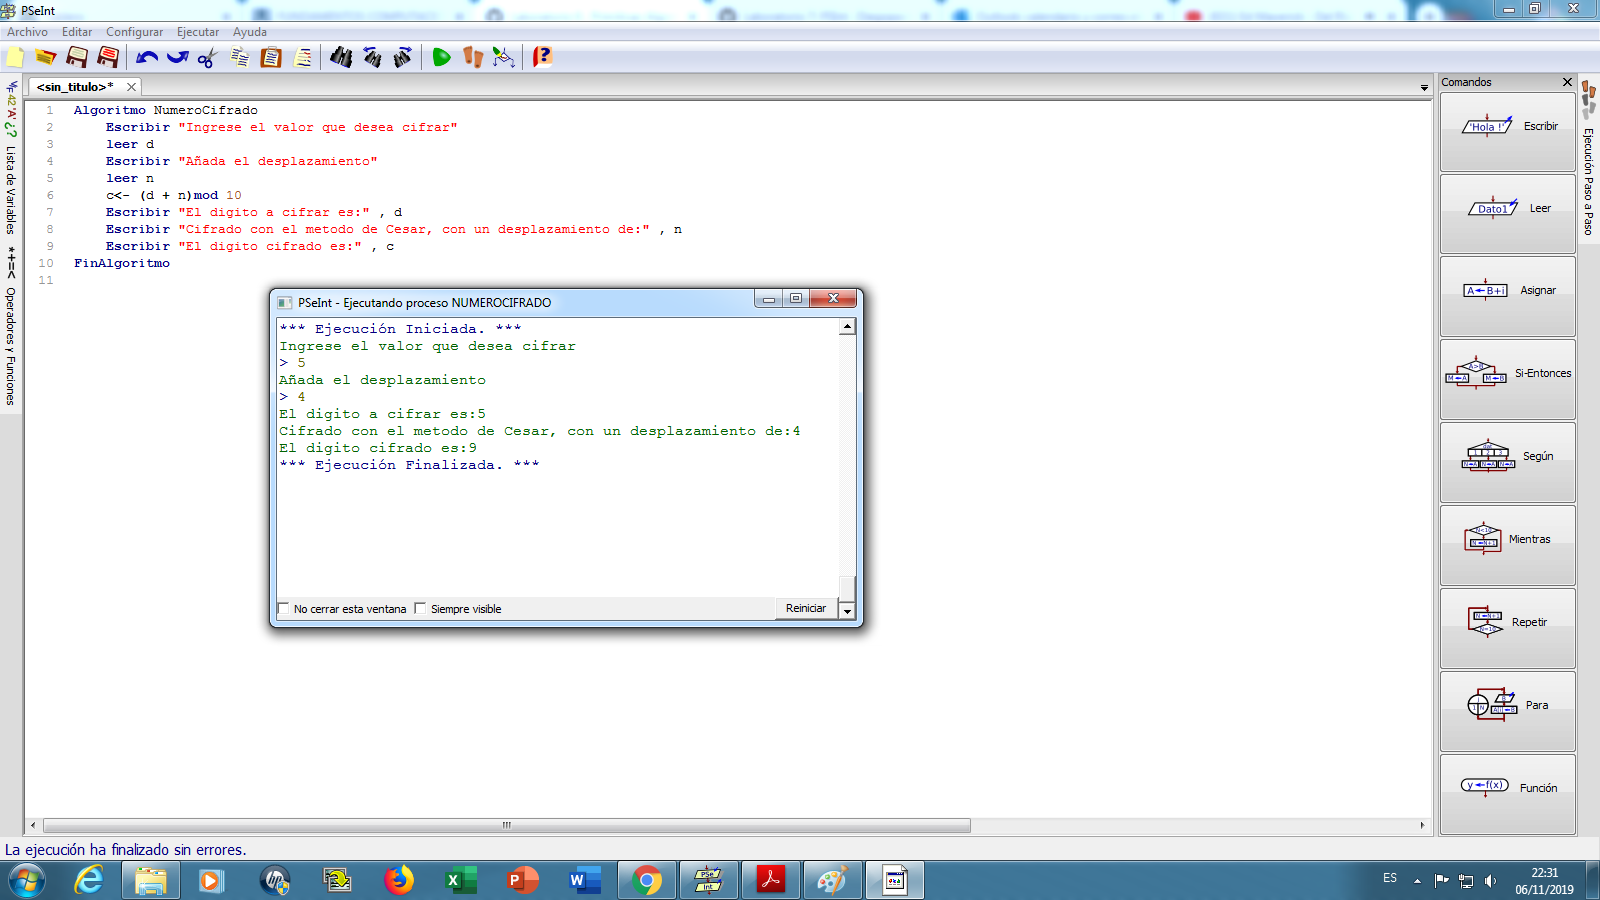 PSeInt
Archivo Editar Configurar Ejecutar Ayuda
<sin_titulo>*
1 Algoritmo NumeroCifrado
2 Escribir "Ingrese el valor que desea cifrar"
3 leer d
4 Escribir "Añada el desplazamiento"
5 leer n
6 c<- (d + n)mod 10
7 Escribir "El digito a cifrar es:" , d
8 Escribir "Cifrado con el metodo de Cesar, con un desplazamiento de:" , n
9 Escribir "El digito cifrado es:" , c
10 FinAlgoritmo
11
Lista de Variables
*+=< Operadores y Funciones
PSeInt - Ejecutando proceso NUMEROCIFRADO
*** Ejecución Iniciada. ***
Ingrese el valor que desea cifrar
> 5
Añada el desplazamiento
> 4
El digito a cifrar es:5
Cifrado con el metodo de Cesar, con un desplazamiento de:4
El digito cifrado es:9
*** Ejecución Finalizada. ***
No cerrar esta ventana Siempre visible Reiniciar
Comandos
'Hola !' Escribir
Dato1 Leer
A←B+i Asignar
A>B M←A M←B Si-Entonces
Según
Mientras
Repetir
Para
y←f(x) Función
Ejecución Paso a Paso
La ejecución ha finalizado sin errores.
PSe
Int
ES
22:31
06/11/2019